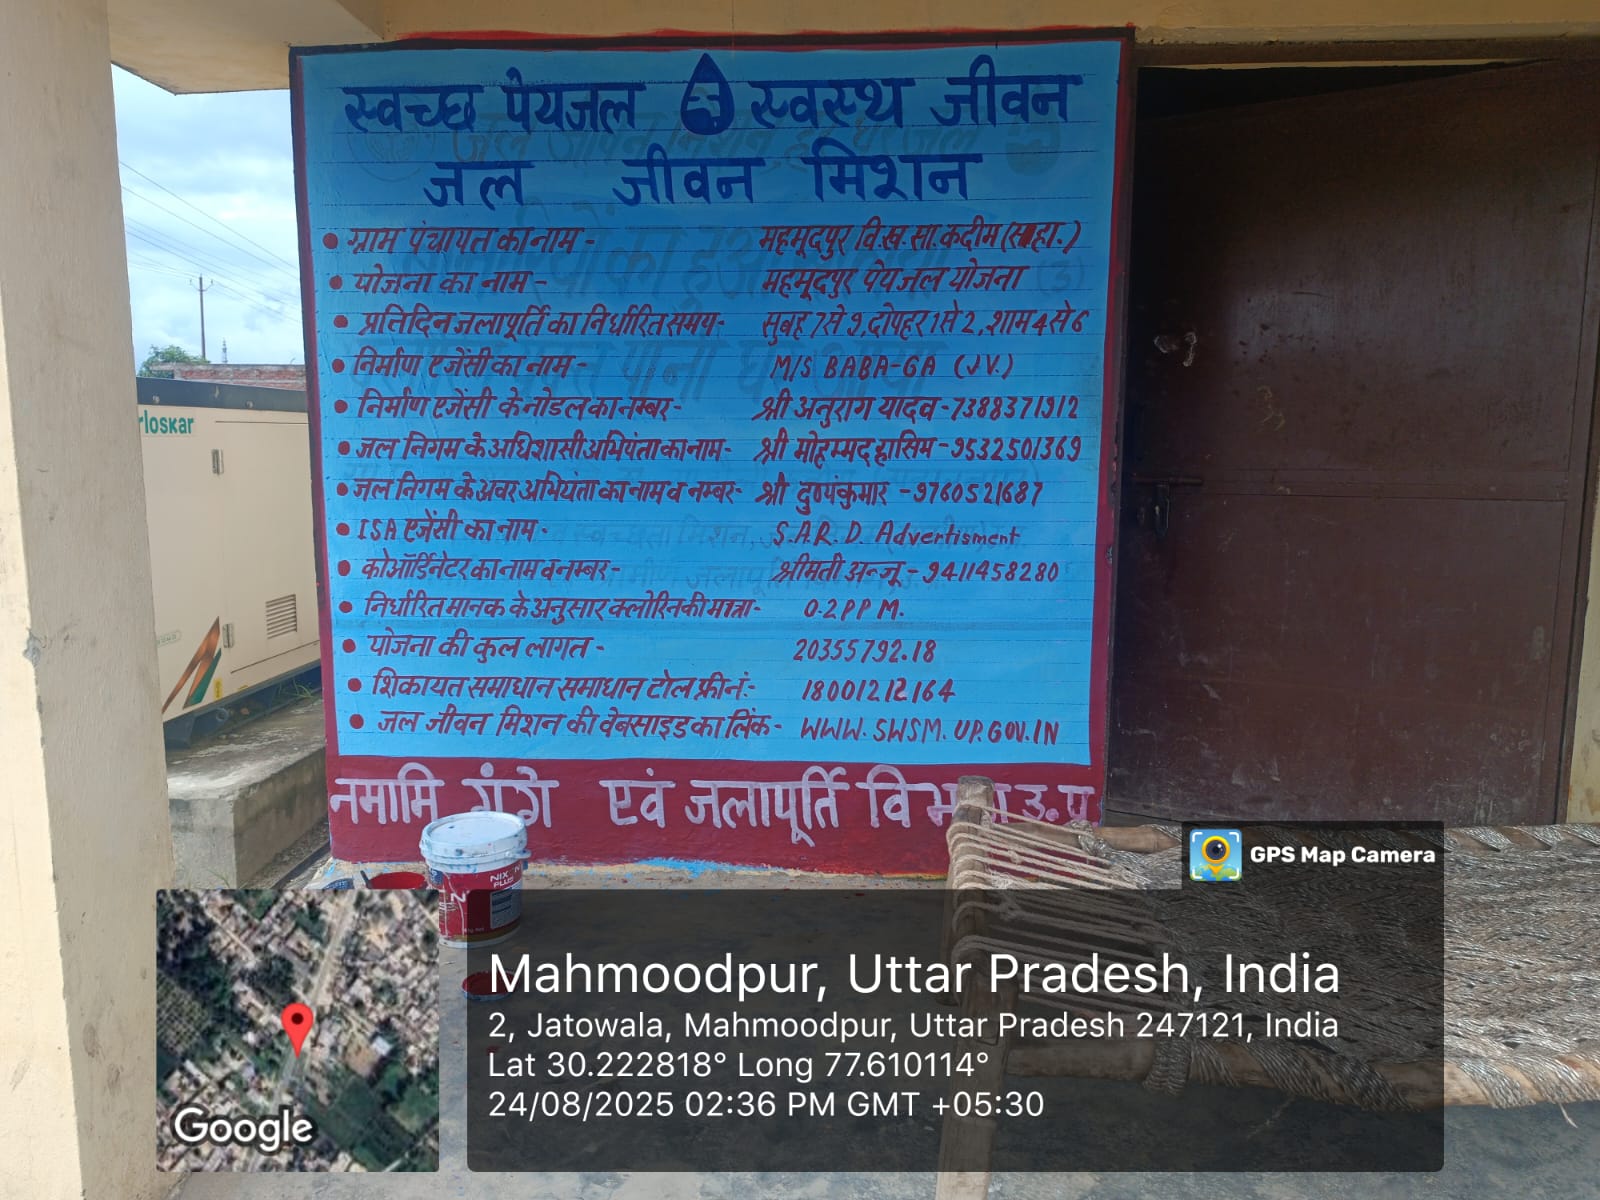 स्वच्छ पेयजल स्वस्थ जीवन
जल जीवन मिशन
ग्राम पंचायत का नाम - महमूदपुर वि.ख. सा. कदीम (सहा.)
योजना का नाम - महमूदपुर पेयजल योजना
प्रतिदिन जलापूर्ति का निर्धारित समय- सुबह 7 से 9, दोपहर 1 से 2, शाम 4 से 6
निर्माण एजेंसी का नाम - M/S BABA-GA (J.V.)
निर्माण एजेंसी के नोडल का नम्बर- श्री अनुराग यादव-7388371912
जल निगम के अधिशासी अभियंता का नाम- श्री मोहम्मद हासिम-9532501369
जल निगम के अवर अभियंता का नाम व नम्बर- श्री कुमार -9760521687
ISA एजेंसी का नाम- S.A.R.D. Advertisment
कोऑर्डिनेटर का नाम व नम्बर- श्रीमती अन्जू - 9411458280
निर्धारित मानक के अनुसार क्लोरिन की मात्रा- 0.2 PPM.
योजना की कुल लागत - 20355792.18
शिकायत समाधान समाधान टोल फ्री नं:- 18001212164
जल जीवन मिशन की वेबसाइड का लिंक- WWW.SWSM.UP.GOV.IN
नमामि गंगे एवं जलापूर्ति विभाग उ.प्र.
rloskar
GPS Map Camera
Mahmoodpur, Uttar Pradesh, India
2, Jatowala, Mahmoodpur, Uttar Pradesh 247121, India
Lat 30.222818° Long 77.610114°
24/08/2025 02:36 PM GMT +05:30
Google